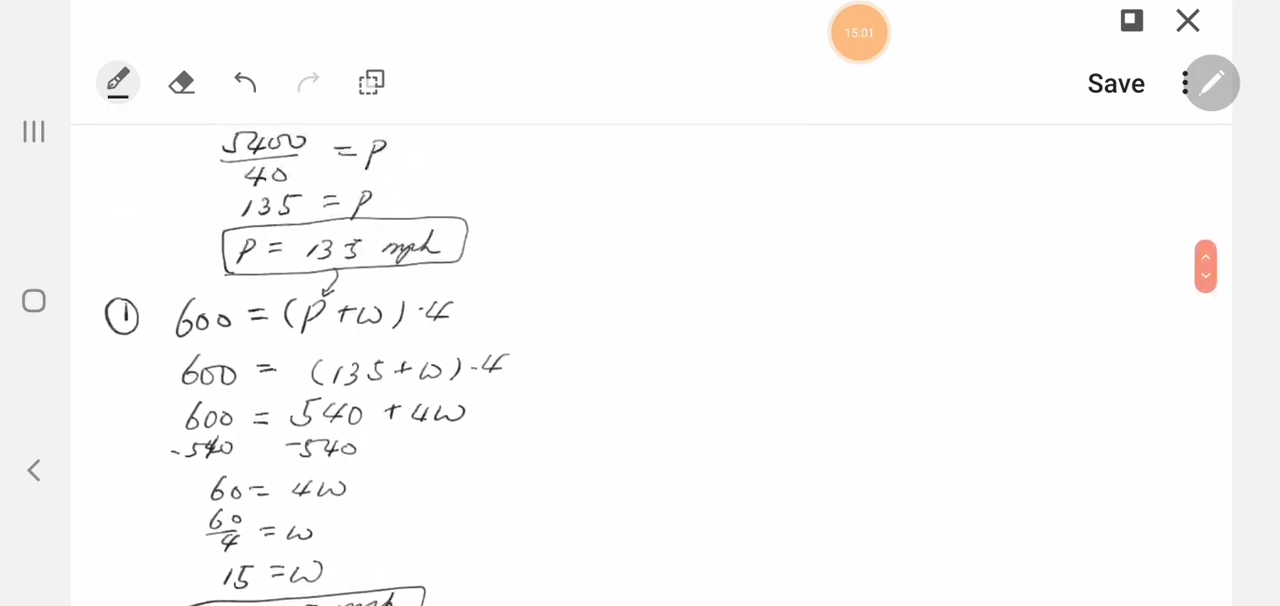 15:01
Save
5400/40 = P
135 = P
P = 135 mph
① 600 = (P + w) · 4
600 = (135 + w) · 4
600 = 540 + 4w
-540 -540
60 = 4w
60/4 = w
15 = w
mph